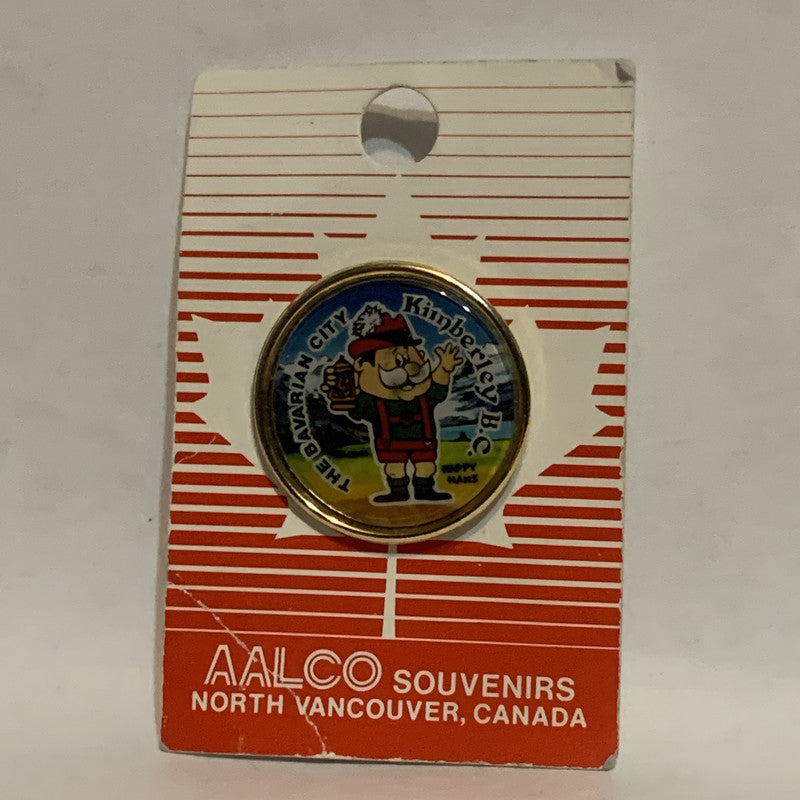 THE BAVARIAN CITY
Kimberley B.C.
HAPPY
HANS
AALCO SOUVENIRS
NORTH VANCOUVER, CANADA